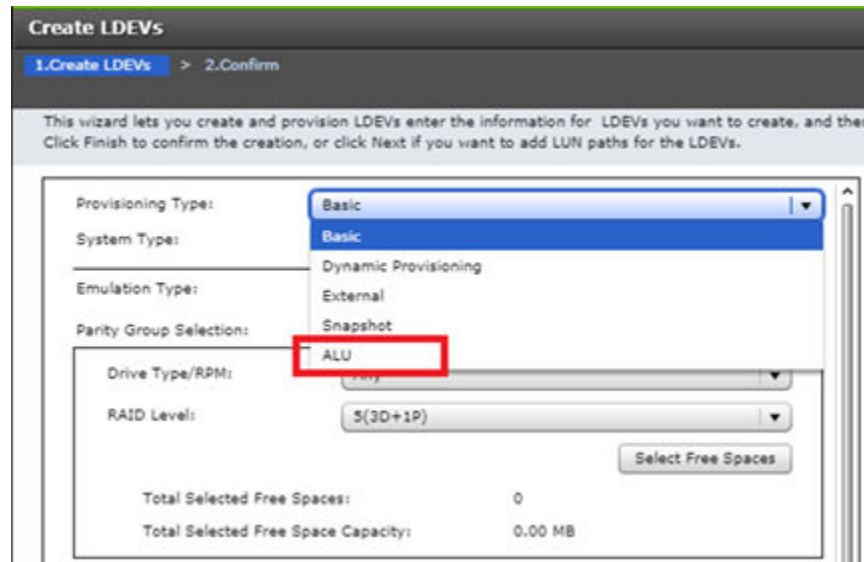 Create LDEVs
1.Create LDEVs > 2.Confirm
This wizard lets you create and provision LDEVs enter the information for LDEVs you want to create, and
Click Finish to confirm the creation, or click Next if you want to add LUN paths for the LDEVs.
Provisioning Type: Basic
System Type: Basic
Dynamic Provisioning
Emulation Type: External
Parity Group Selection: Snapshot
ALU
Drive Type/RPM: Any
RAID Level: 5(3D+1P)
Select Free Spaces
Total Selected Free Spaces: 0
Total Selected Free Space Capacity: 0.00 MB